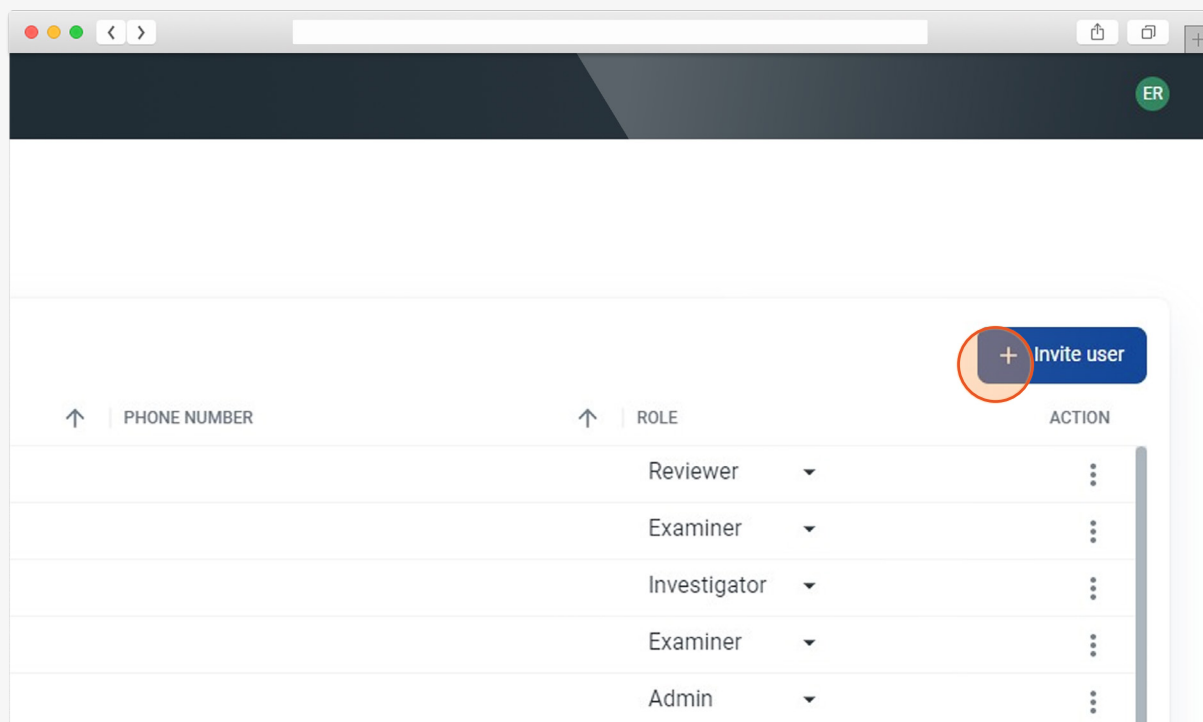 ER
+ Invite user
PHONE NUMBER ROLE ACTION
Reviewer
Examiner
Investigator
Examiner
Admin